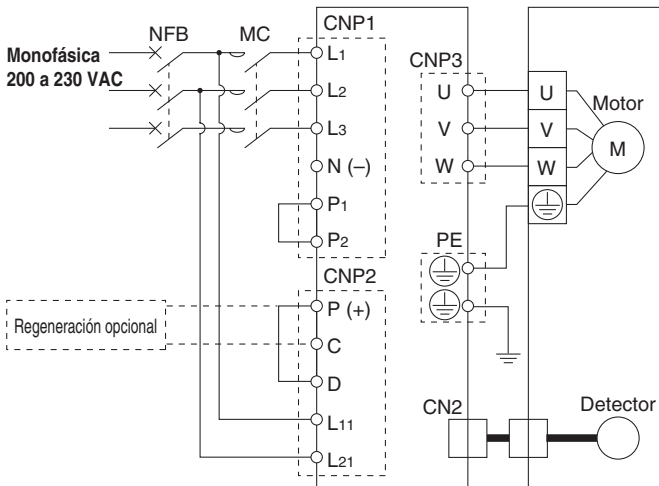 CNP1
NFB
MC
Monofásica
200 a 230 VAC
L1
L2
L3
N (−)
P1
P2
CNP3
U
V
W
U
V
W
Motor
M
PE
CNP2
P (+)
C
D
L11
L21
Regeneración opcional
CN2
Detector